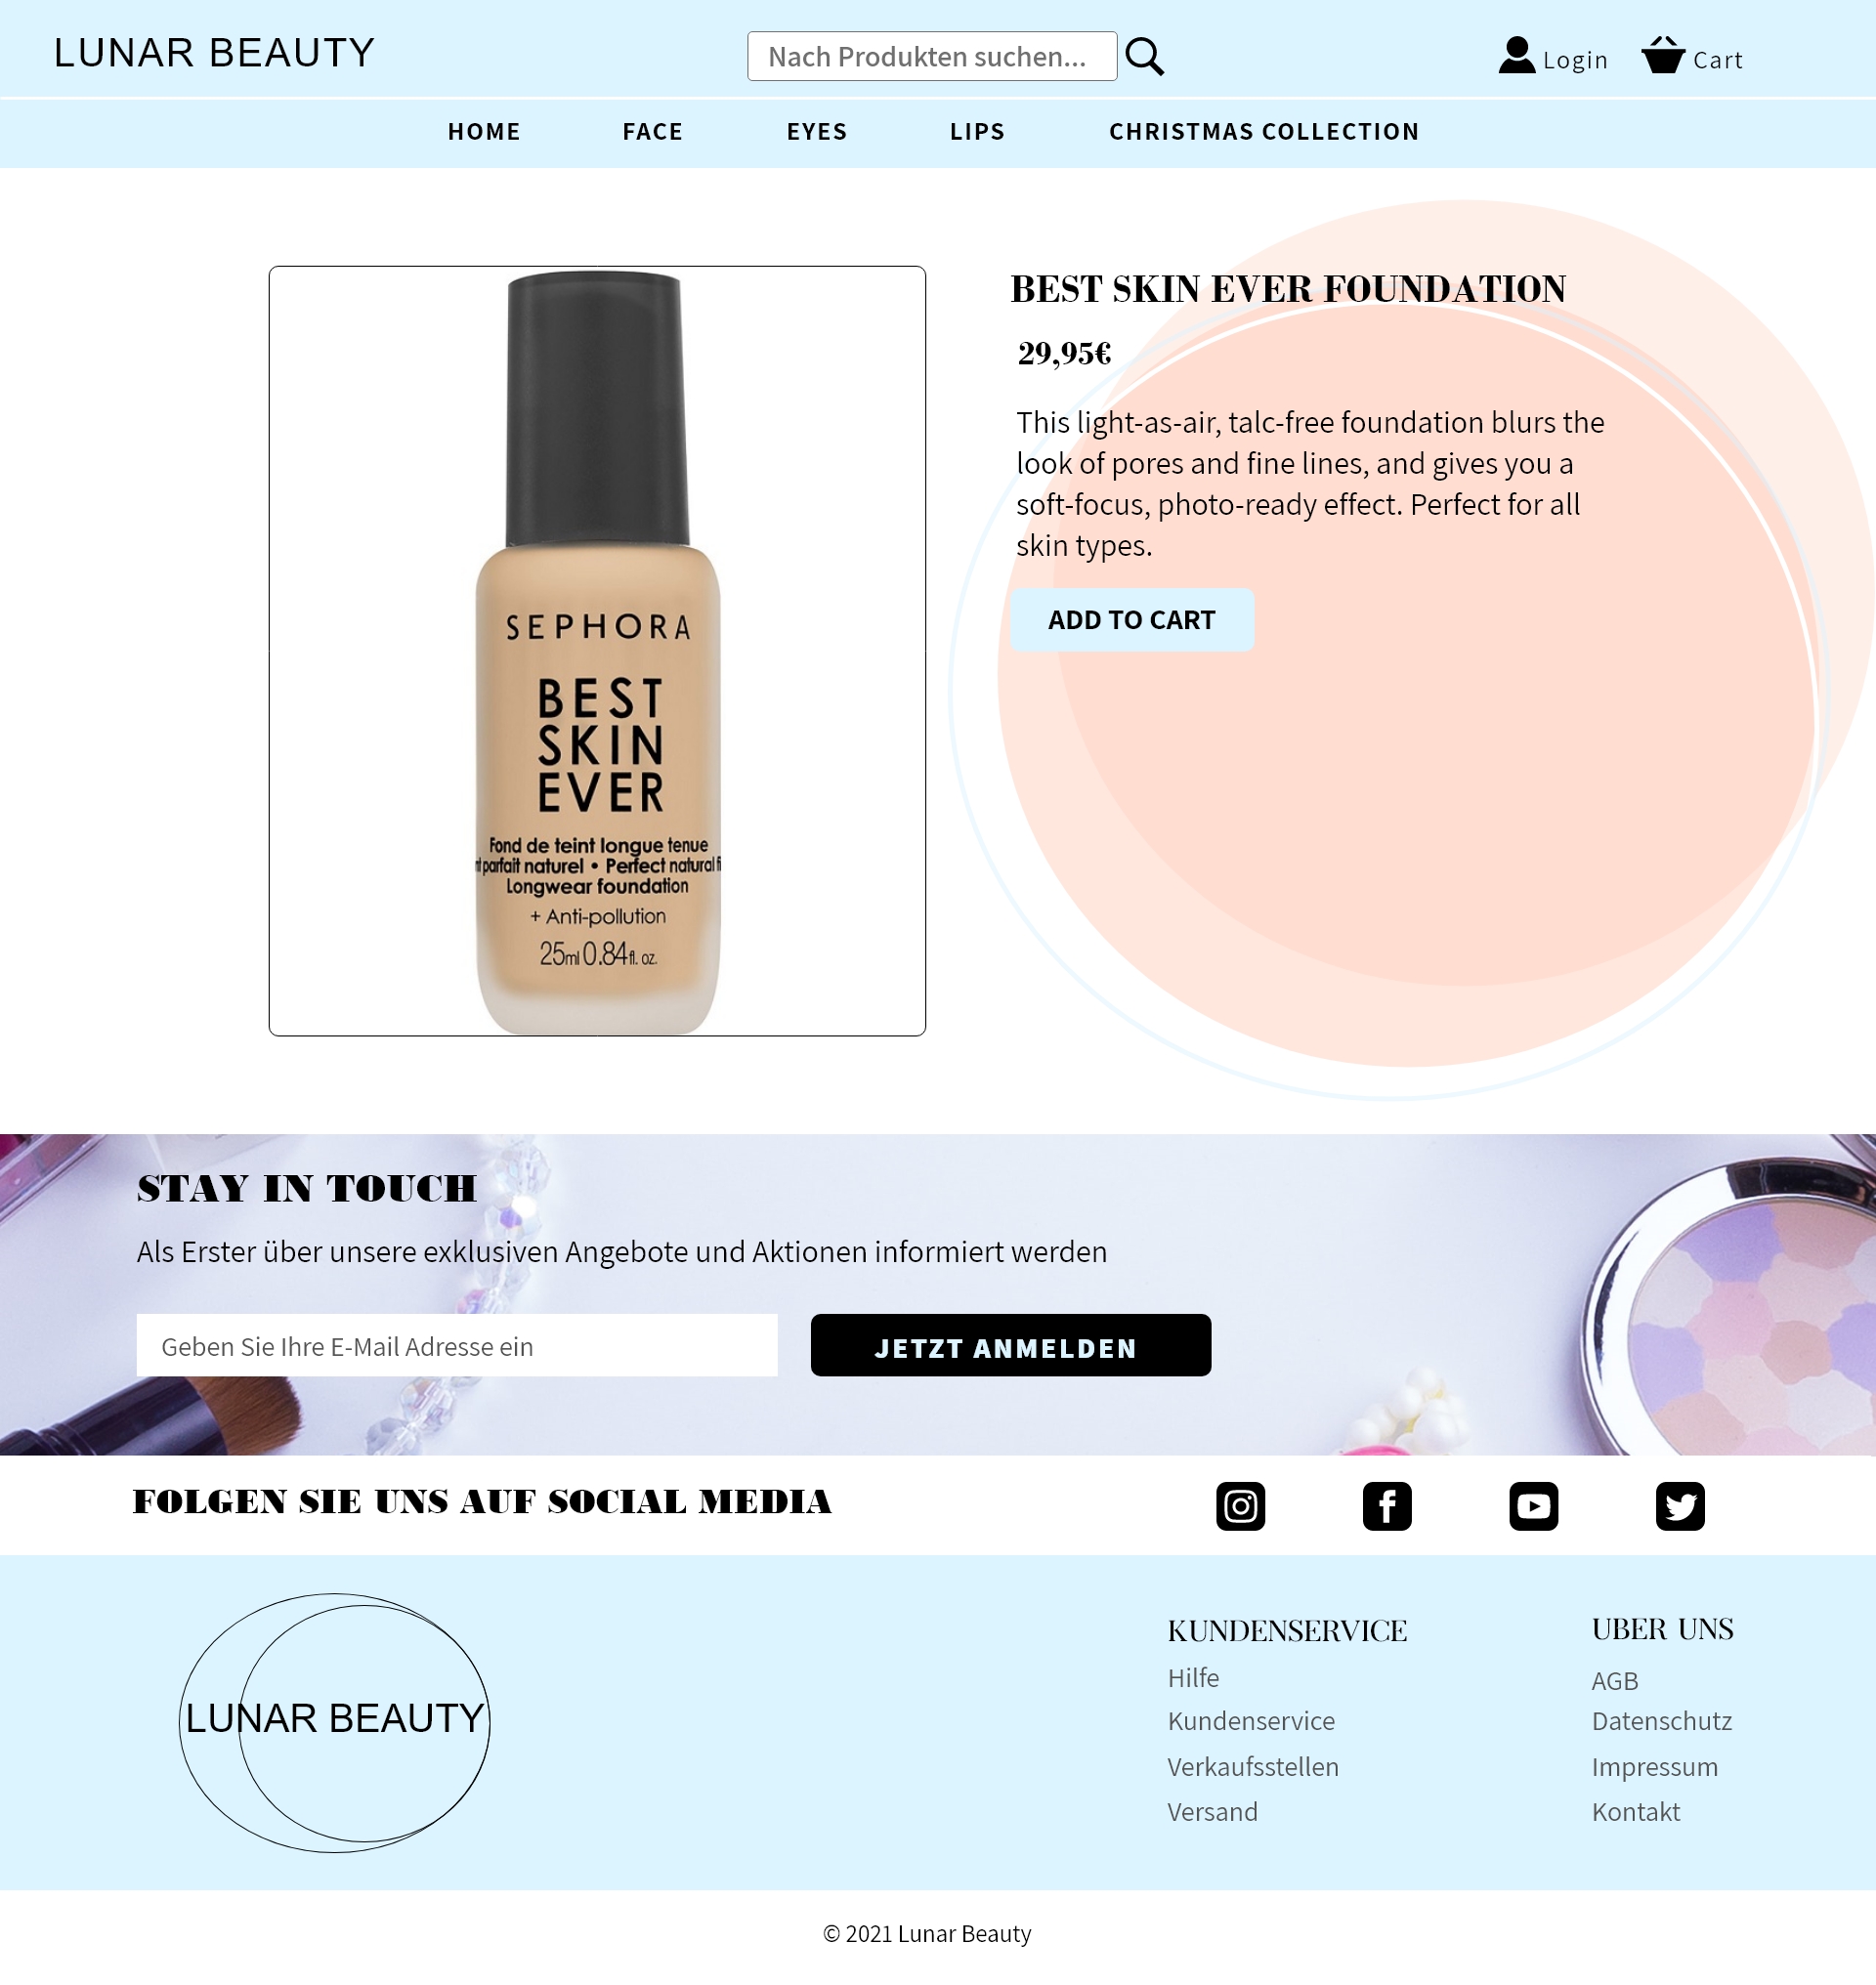 LUNAR BEAUTY
Nach Produkten suchen...
Login
Cart
HOME
FACE
EYES
LIPS
CHRISTMAS COLLECTION
SEPHORA
BEST
SKIN
EVER
Fond de teint longue tenue
parfait naturel • Perfect natural
Longwear foundation
+ Anti-pollution
25ml 0.84fl. oz.
BEST SKIN EVER FOUNDATION
29,95€
This light-as-air, talc-free foundation blurs the
look of pores and fine lines, and gives you a
soft-focus, photo-ready effect. Perfect for all
skin types.
ADD TO CART
STAY IN TOUCH
Als Erster über unsere exklusiven Angebote und Aktionen informiert werden
Geben Sie Ihre E-Mail Adresse ein
JETZT ANMELDEN
FOLGEN SIE UNS AUF SOCIAL MEDIA
LUNAR BEAUTY
KUNDENSERVICE
Hilfe
Kundenservice
Verkaufsstellen
Versand
UBER UNS
AGB
Datenschutz
Impressum
Kontakt
© 2021 Lunar Beauty